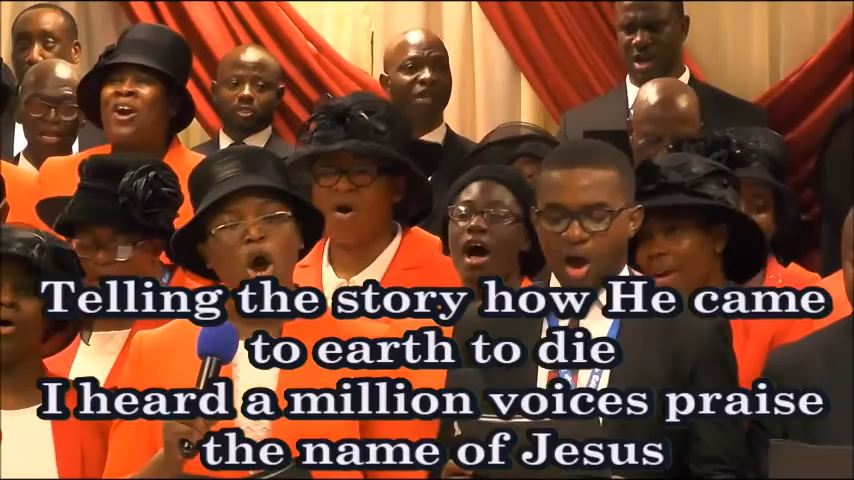 Telling the story how He came
to earth to die
I heard a million voices praise
the name of Jesus